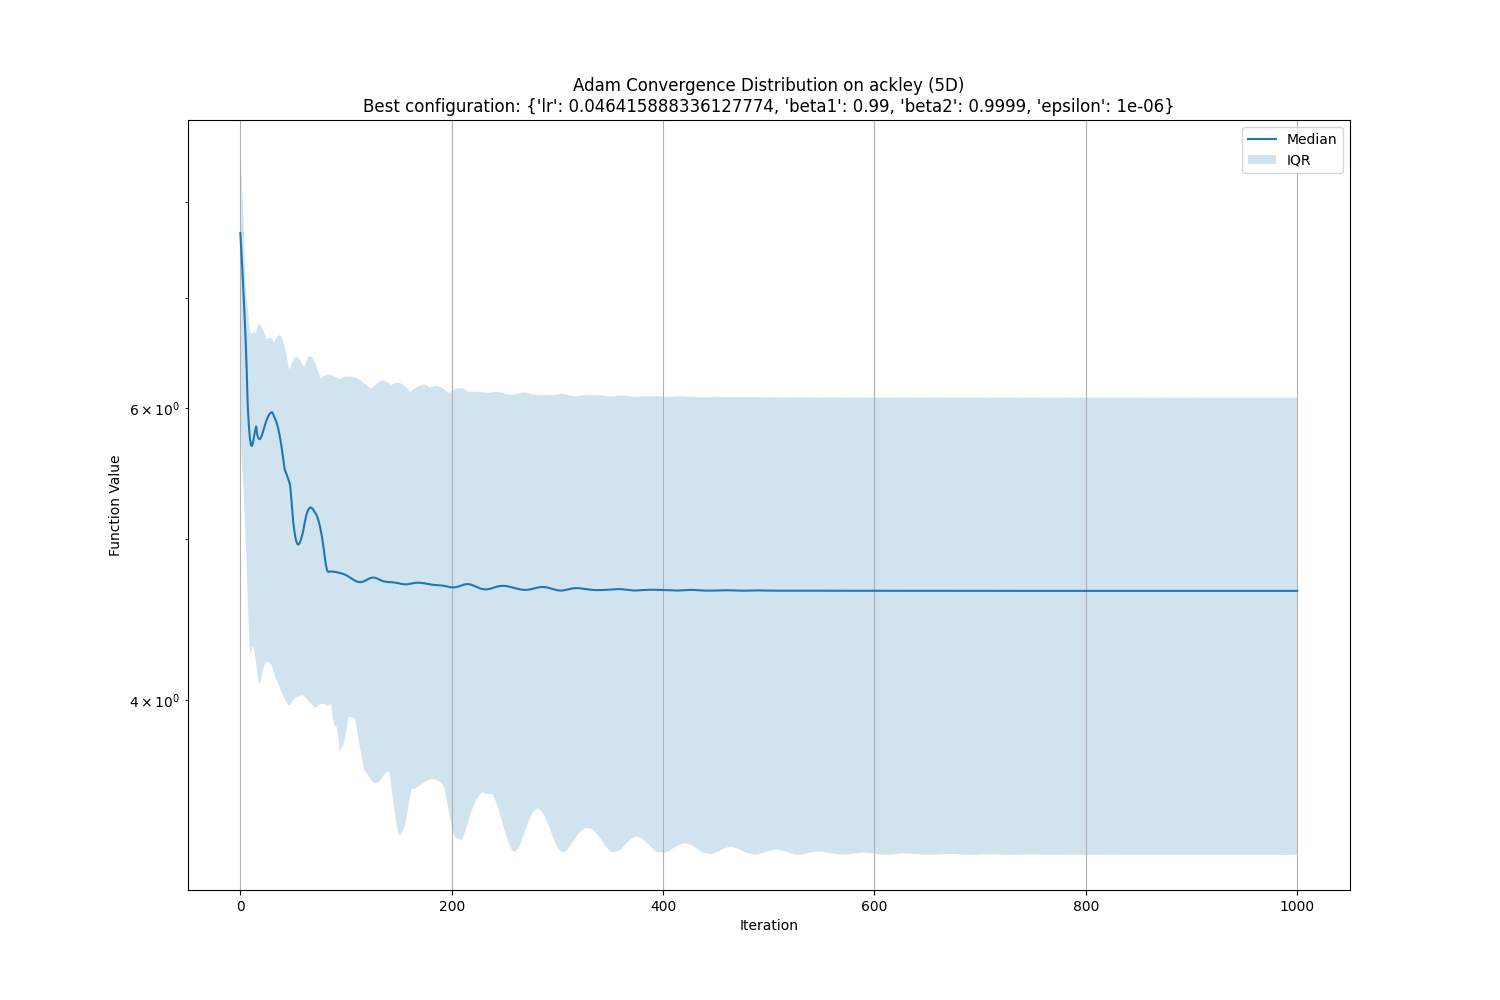 Adam Convergence Distribution on ackley (5D)
Best configuration: {'lr': 0.046415888336127774, 'beta1': 0.99, 'beta2': 0.9999, 'epsilon': 1e-06}
Median
IQR
6 × 10⁰
4 × 10⁰
Function Value
0 200 400 600 800 1000
Iteration